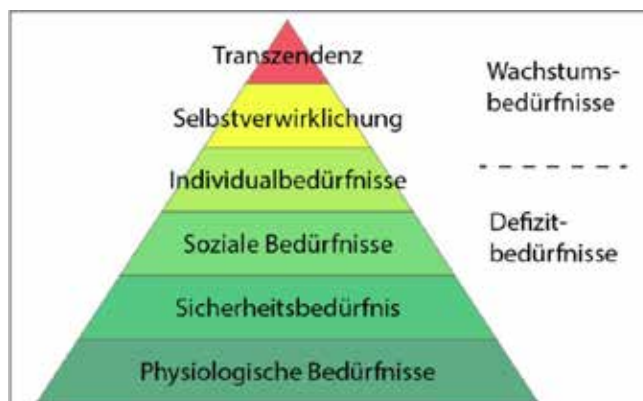 Transzendenz
Selbstverwirklichung
Individualbedürfnisse
Soziale Bedürfnisse
Sicherheitsbedürfnis
Physiologische Bedürfnisse
Wachstums-
bedürfnisse
Defizit-
bedürfnisse